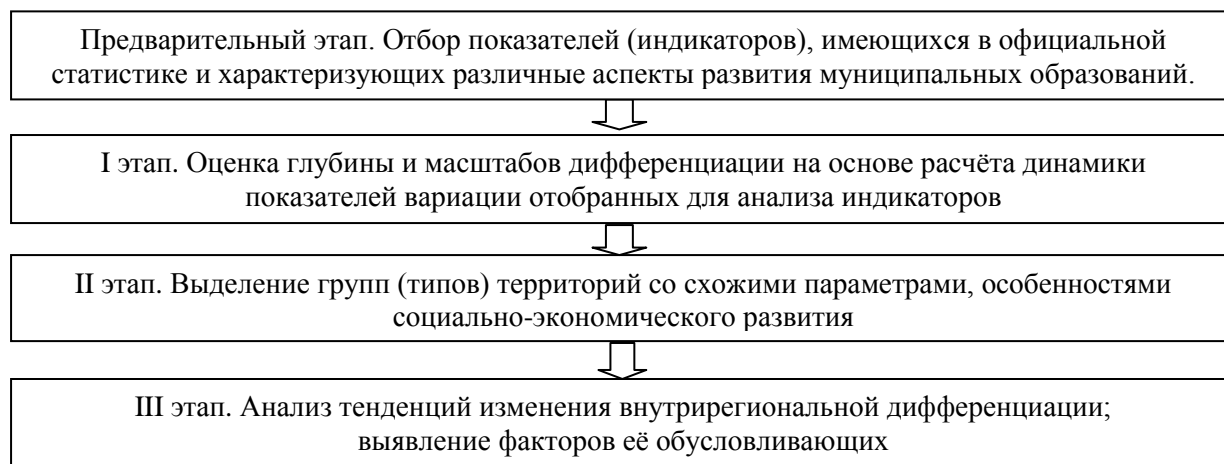 Предварительный этап. Отбор показателей (индикаторов), имеющихся в официальной
статистике и характеризующих различные аспекты развития муниципальных образований.
I этап. Оценка глубины и масштабов дифференциации на основе расчёта динамики
показателей вариации отобранных для анализа индикаторов
II этап. Выделение групп (типов) территорий со схожими параметрами, особенностями
социально-экономического развития
III этап. Анализ тенденций изменения внутрирегиональной дифференциации;
выявление факторов её обусловливающих